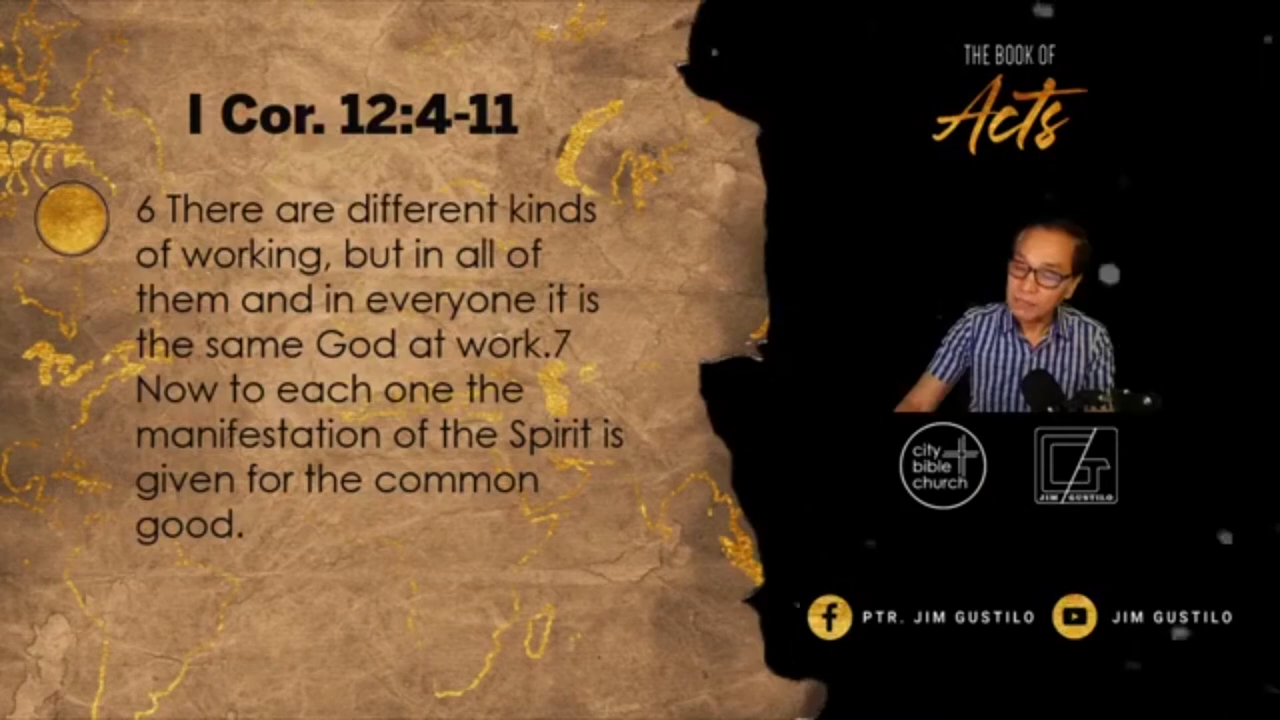 I Cor. 12:4-11
6 There are different kinds
of working, but in all of
them and in everyone it is
the same God at work.7
Now to each one the
manifestation of the Spirit is
given for the common
good.
THE BOOK OF
Acts
city
bible
church
JIM GUSTILO
PTR. JIM GUSTILO
JIM GUSTILO